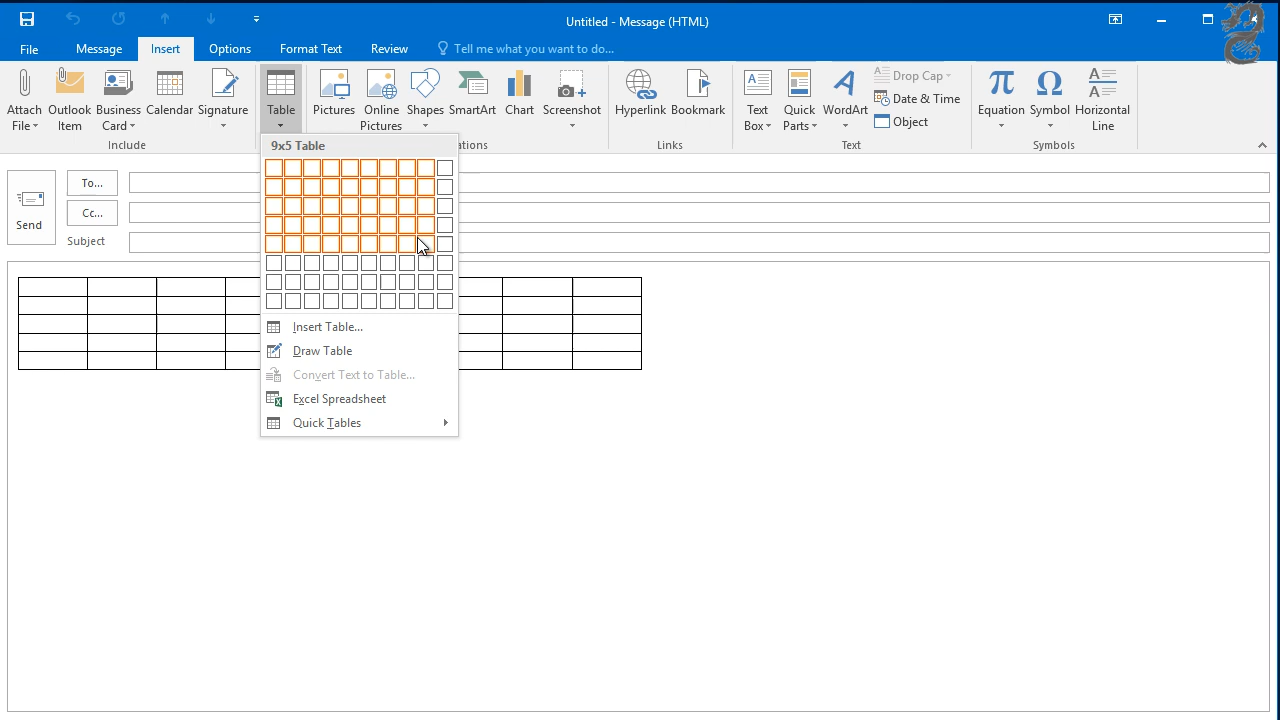 Untitled - Message (HTML)
File Message Insert Options Format Text Review Tell me what you want to do...
Attach File
Outlook Item
Business Card
Calendar
Signature
Include
Table
Pictures
Online Pictures
Shapes
SmartArt
Chart
Screenshot
ations
Hyperlink
Bookmark
Links
Text Box
Quick Parts
WordArt
Drop Cap
Date & Time
Object
Text
Equation
Symbol
Horizontal Line
Symbols
9x5 Table
Insert Table...
Draw Table
Convert Text to Table...
Excel Spreadsheet
Quick Tables
Send
To...
Cc...
Subject